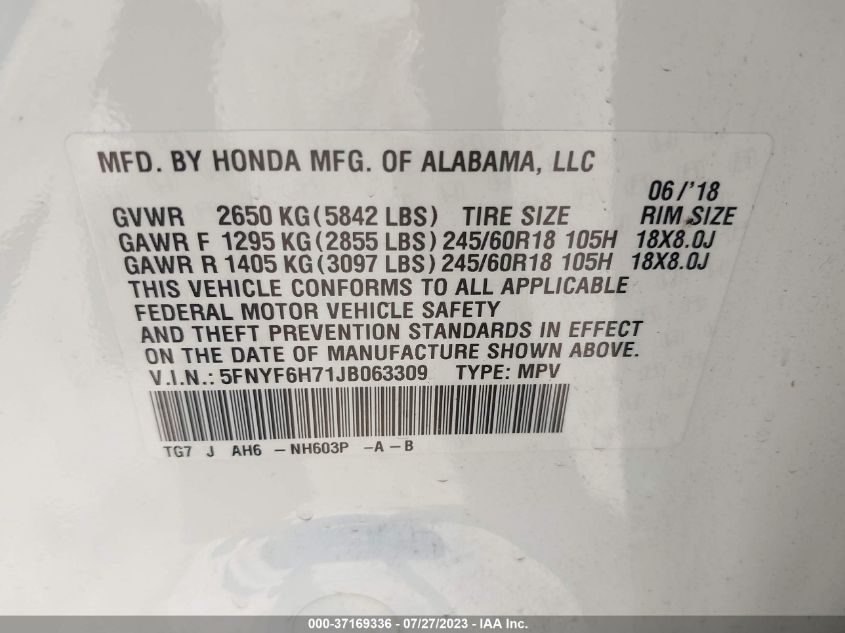 MFD. BY HONDA MFG. OF ALABAMA, LLC
06/'18
GVWR 2650 KG(5842 LBS) TIRE SIZE RIM SIZE
GAWR F 1295 KG(2855 LBS) 245/60R18 105H 18X8.0J
GAWR R 1405 KG(3097 LBS) 245/60R18 105H 18X8.0J
THIS VEHICLE CONFORMS TO ALL APPLICABLE
FEDERAL MOTOR VEHICLE SAFETY
AND THEFT PREVENTION STANDARDS IN EFFECT
ON THE DATE OF MANUFACTURE SHOWN ABOVE.
V.I.N.: 5FNYF6H71JB063309 TYPE: MPV
TG7 J AH6 -NH603P -A-B
000-37169336 - 07/27/2023 - IAA Inc.